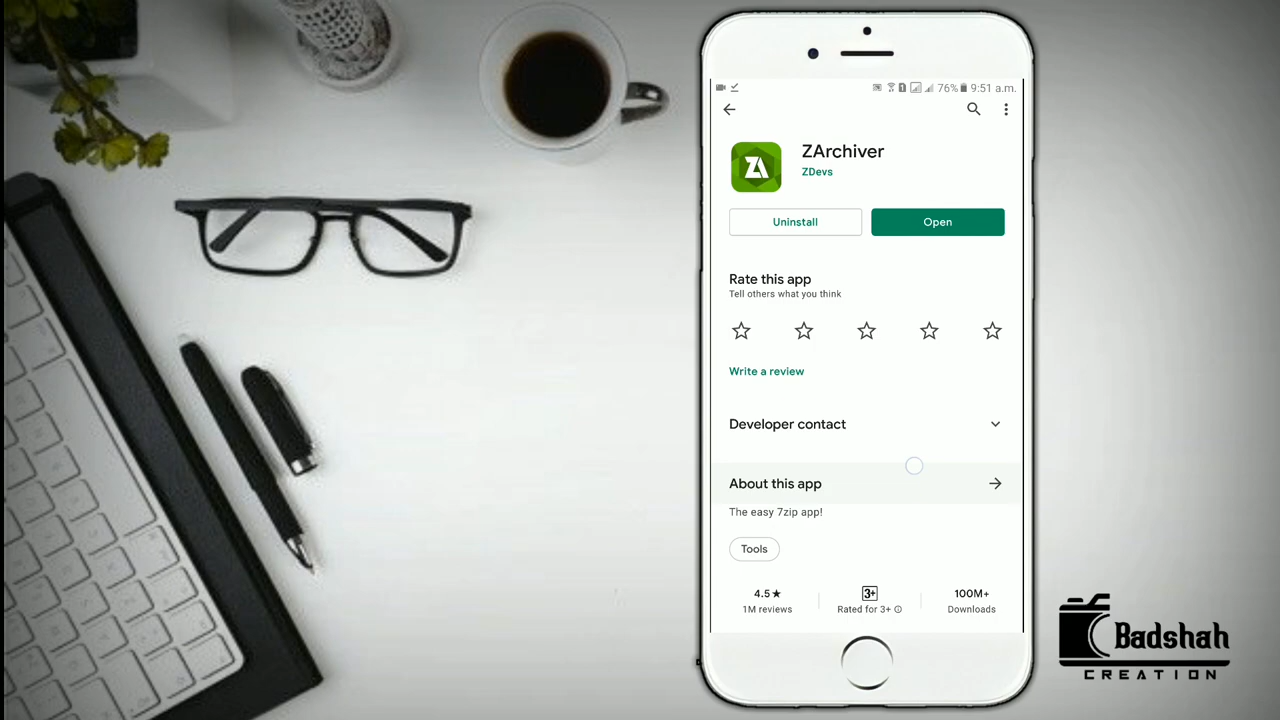 76% 9:51 a.m.
ZArchiver
ZDevs
Uninstall
Open
Rate this app
Tell others what you think
Write a review
Developer contact
About this app
The easy 7zip app!
Tools
4.5★
1M reviews
3+
Rated for 3+
100M+
Downloads
Badshah
CREATION